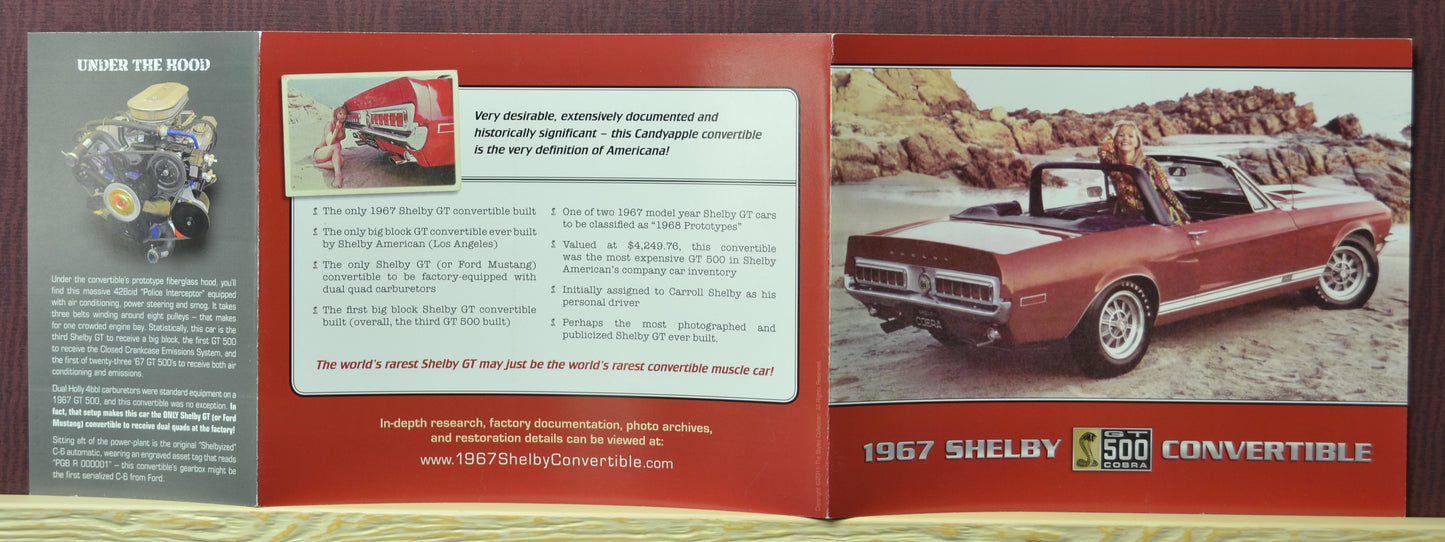 UNDER THE HOOD
Under the convertible's prototype fiberglass hood, you'll
find this massive 428cid "Police Interceptor" equipped
with air conditioning, power steering and smog. It takes
three belts winding around eight pulleys – that makes
for one crowded engine bay. Statistically, this car is the
third Shelby GT to receive a big block, the first GT 500
to receive the Closed Crankcase Emissions System, and
the first of twenty-three '67 GT 500's to receive both air
conditioning and emissions.
Dual Holly 4bbl carburetors were standard equipment on a
1967 GT 500, and this convertible was no exception. In
fact, that setup makes this car the ONLY Shelby GT (or Ford
Mustang) convertible to receive dual quads at the factory!
Sitting aft of the power-plant is the original "Shelbyized"
C-6 automatic, wearing an engraved asset tag that reads
"PGB R 000001" – this convertible's gearbox might be
the first serialized C-6 from Ford.
Very desirable, extensively documented and
historically significant – this Candyapple convertible
is the very definition of Americana!
The only 1967 Shelby GT convertible built
The only big block GT convertible ever built
by Shelby American (Los Angeles)
The only Shelby GT (or Ford Mustang)
convertible to be factory-equipped with
dual quad carburetors
The first big block Shelby GT convertible
built (overall, the third GT 500 built)
One of two 1967 model year Shelby GT cars
to be classified as "1968 Prototypes"
Valued at $4,249.76, this convertible
was the most expensive GT 500 in Shelby
American's company car inventory
Initially assigned to Carroll Shelby as his
personal driver
Perhaps the most photographed and
publicized Shelby GT ever built.
The world's rarest Shelby GT may just be the world's rarest convertible muscle car!
In-depth research, factory documentation, photo archives,
and restoration details can be viewed at:
www.1967ShelbyConvertible.com
SHELBY
COBRA
1967 SHELBY GT 500 COBRA CONVERTIBLE